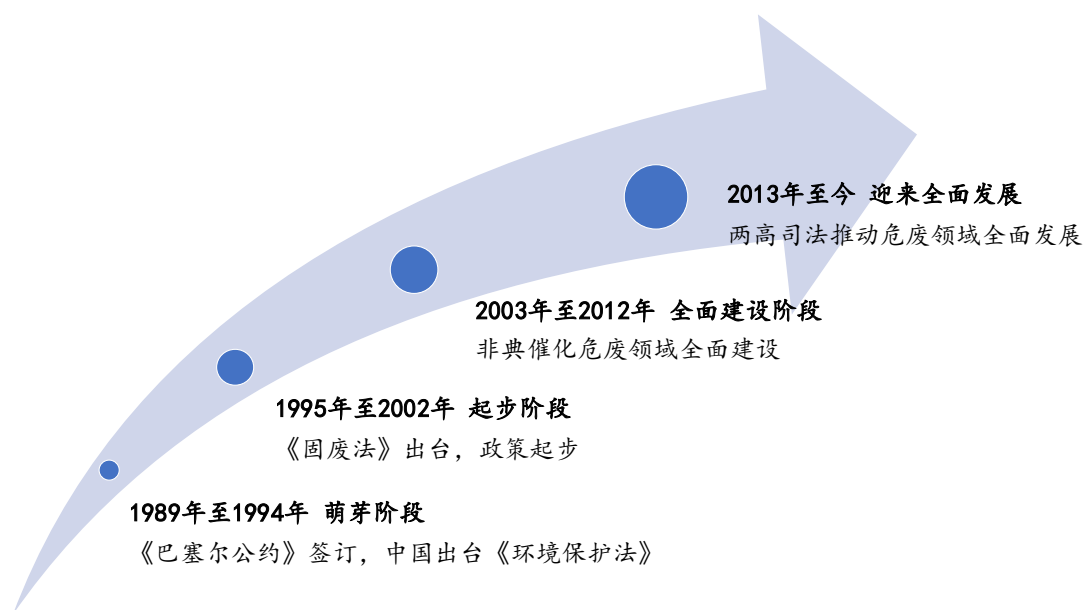 2013年至今 迎来全面发展
两高司法推动危废领域全面发展
2003年至2012年 全面建设阶段
非典催化危废领域全面建设
1995年至2002年 起步阶段
《固废法》出台，政策起步
1989年至1994年 萌芽阶段
《巴塞尔公约》签订，中国出台《环境保护法》